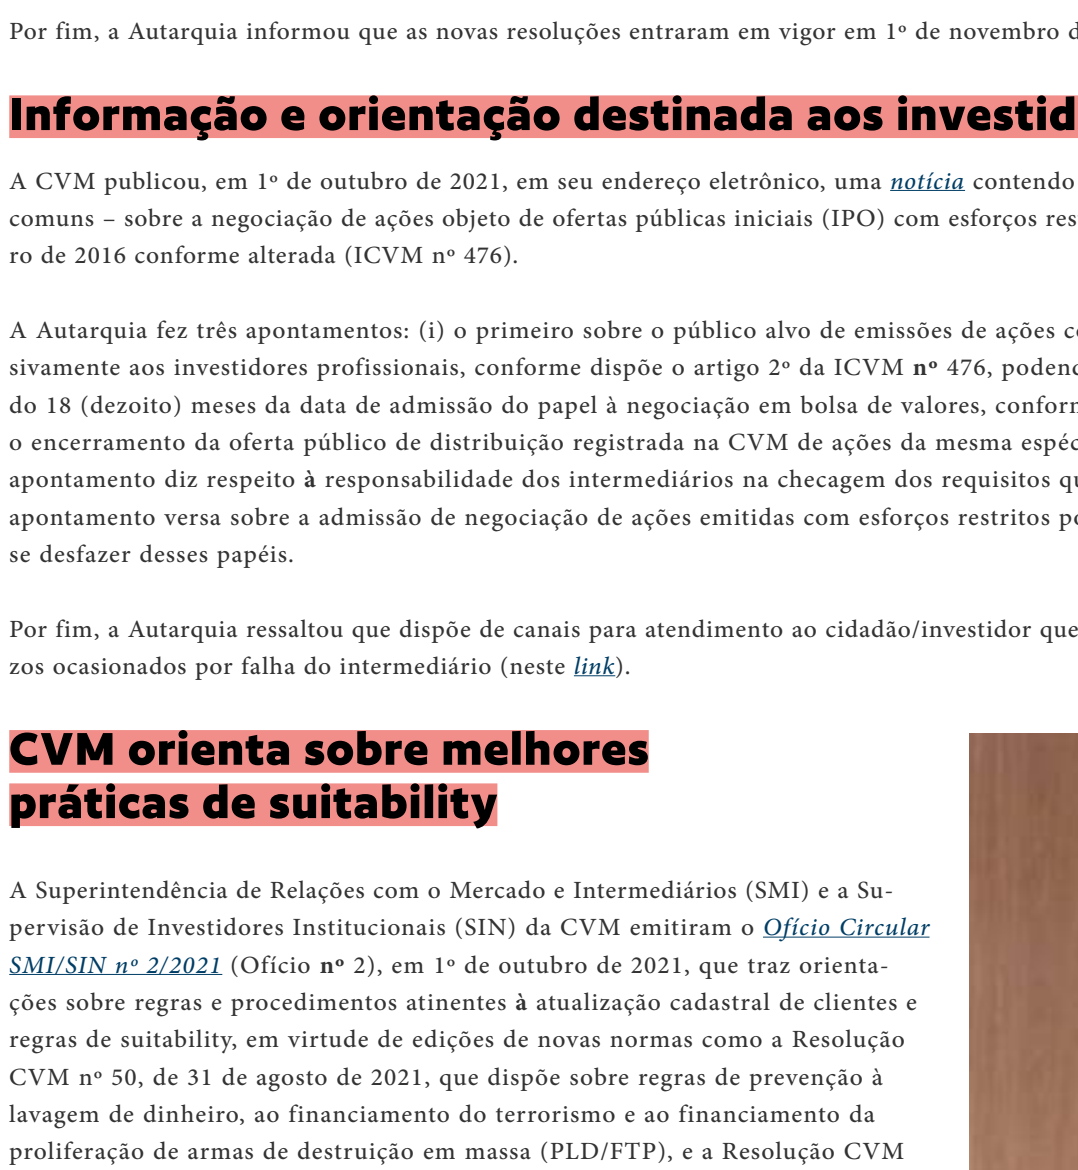 Por fim, a Autarquia informou que as novas resoluções entraram em vigor em 1º de novembro
Informação e orientação destinada aos
A CVM publicou, em 1º de outubro de 2021, em seu endereço eletrônico, uma notícia contendo
comuns – sobre a negociação de ações objeto de ofertas públicas iniciais (IPO) com esforços
ro de 2016 conforme alterada (ICVM nº 476).
A Autarquia fez três apontamentos: (i) o primeiro sobre o público alvo de emissões de ações
sivamente aos investidores profissionais, conforme dispõe o artigo 2º da ICVM nº 476,
do 18 (dezoito) meses da data de admissão do papel à negociação em bolsa de valores,
o encerramento da oferta público de distribuição registrada na CVM de ações da mesma
apontamento diz respeito à responsabilidade dos intermediários na checagem dos requisitos
apontamento versa sobre a admissão de negociação de ações emitidas com esforços restritos
se desfazer desses papéis.
Por fim, a Autarquia ressaltou que dispõe de canais para atendimento ao cidadão/investidor que
zos ocasionados por falha do intermediário (neste link).
CVM orienta sobre melhores
práticas de suitability
A Superintendência de Relações com o Mercado e Intermediários (SMI) e a Su-
pervisão de Investidores Institucionais (SIN) da CVM emitiram o Ofício Circular
SMI/SIN nº 2/2021 (Ofício nº 2), em 1º de outubro de 2021, que traz orienta-
ções sobre regras e procedimentos atinentes à atualização cadastral de clientes e
regras de suitability, em virtude de edições de novas normas como a Resolução
CVM nº 50, de 31 de agosto de 2021, que dispõe sobre regras de prevenção à
lavagem de dinheiro, ao financiamento do terrorismo e ao financiamento da
proliferação de armas de destruição em massa (PLD/FTP), e a Resolução CVM